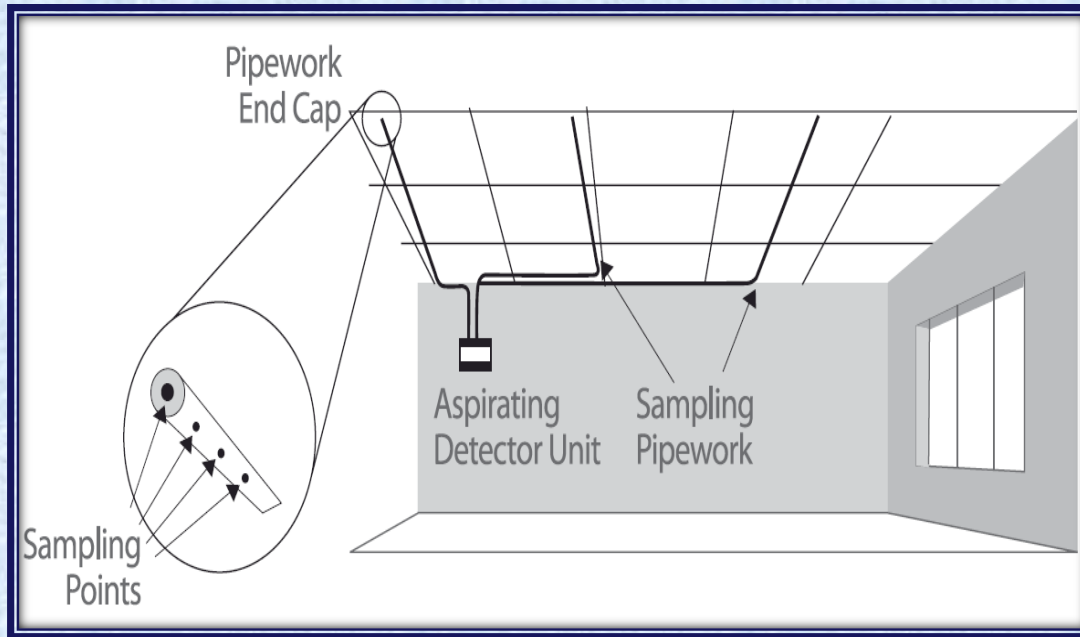 Pipework
End Cap
Aspirating
Detector Unit
Sampling
Pipework
Sampling
Points